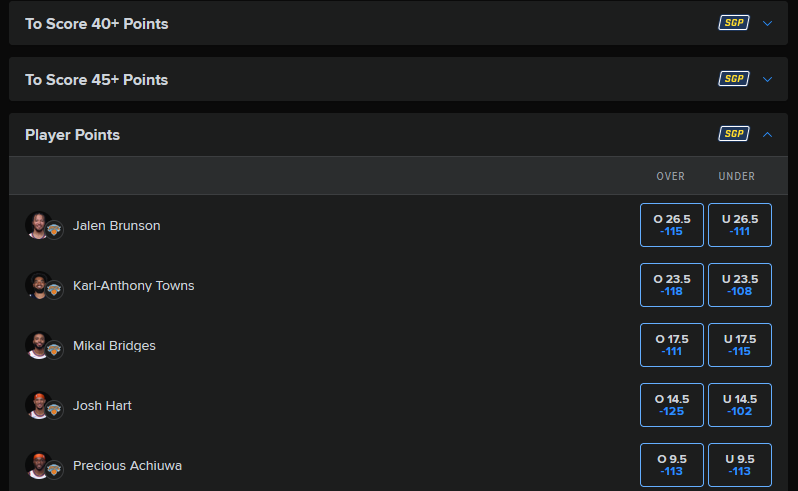 To Score 40+ Points SGP
To Score 45+ Points SGP
Player Points SGP
OVER UNDER
Jalen Brunson O 26.5 U 26.5
-115 -111
Karl-Anthony Towns O 23.5 U 23.5
-118 -108
Mikal Bridges O 17.5 U 17.5
-111 -115
Josh Hart O 14.5 U 14.5
-125 -102
Precious Achiuwa O 9.5 U 9.5
-113 -113